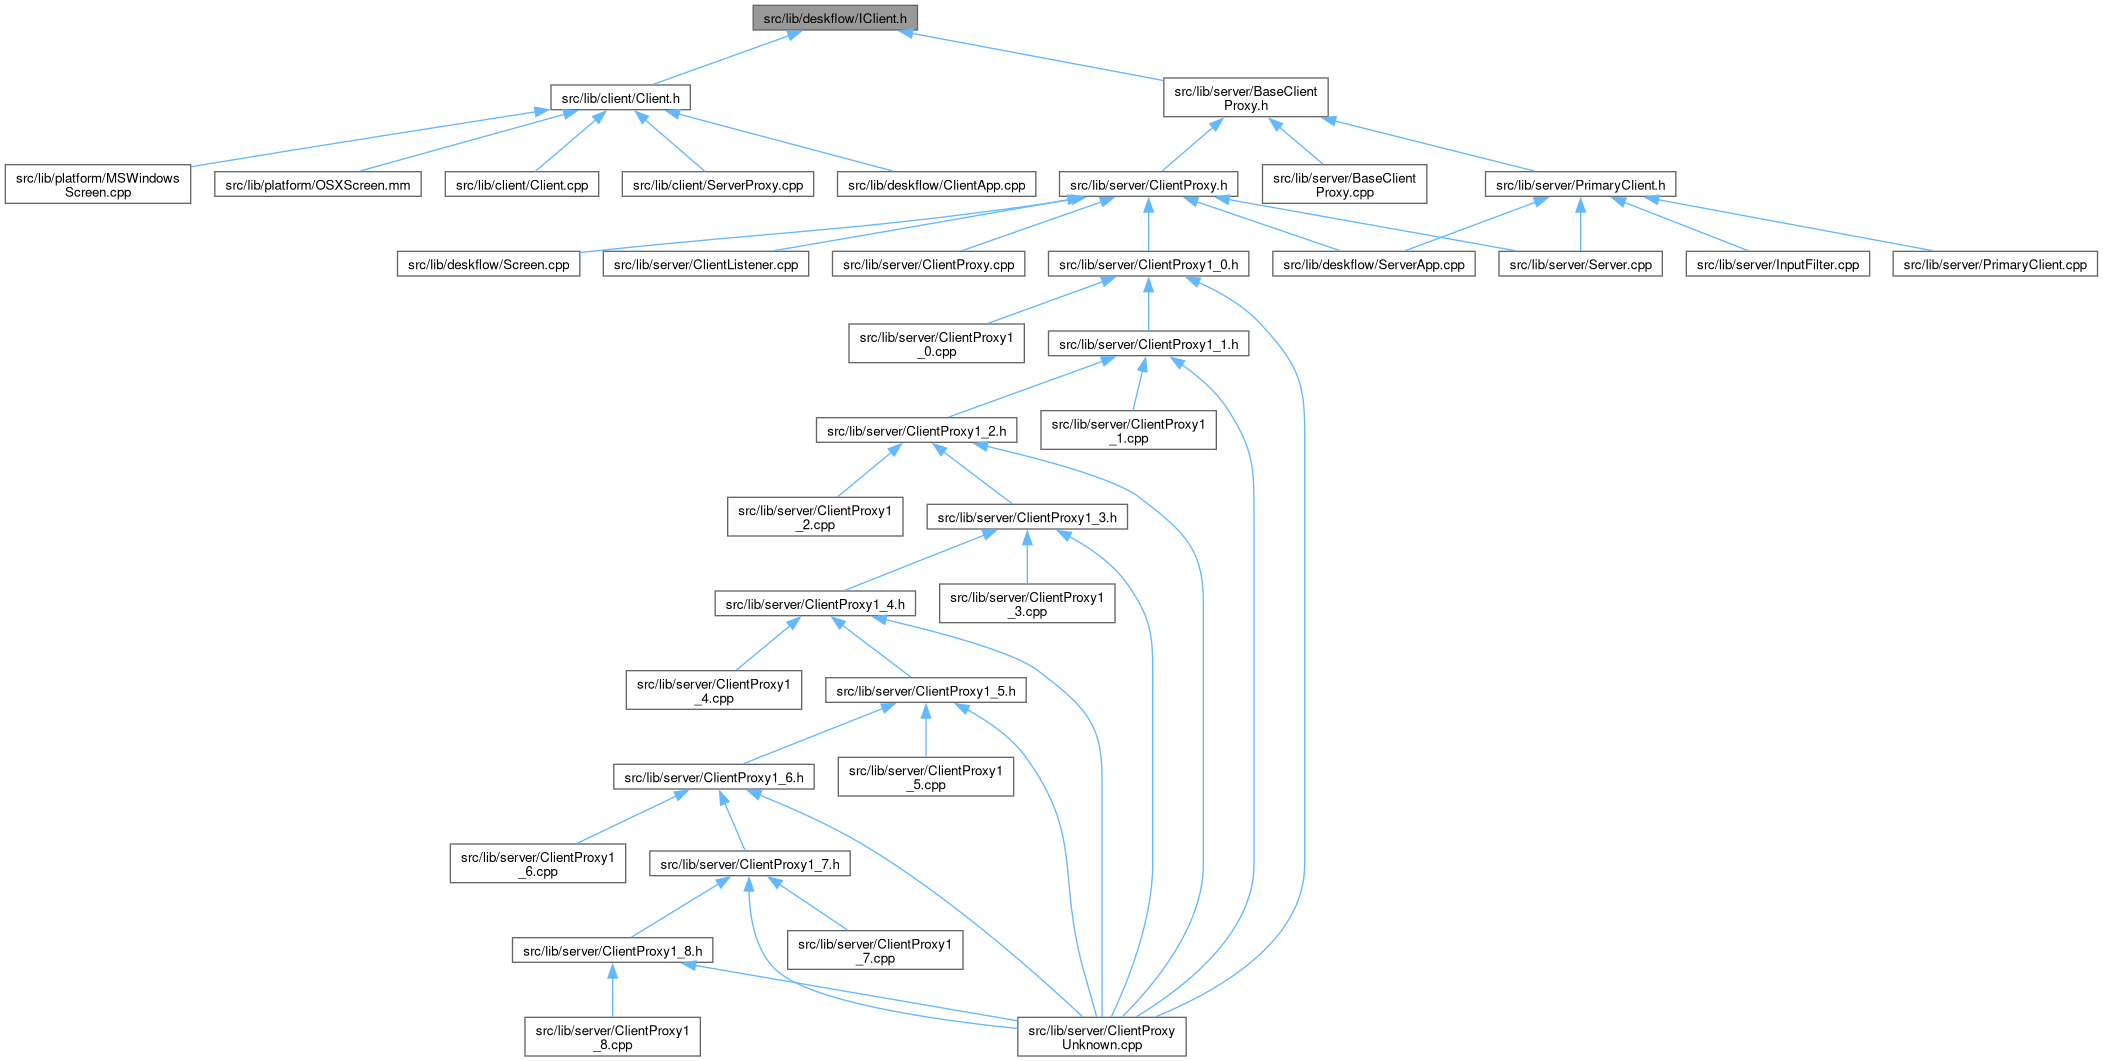 src/lib/deskflow/IClient.h
src/lib/client/Client.h
src/lib/server/BaseClient
Proxy.h
src/lib/platform/MSWindows
Screen.cpp
src/lib/platform/OSXScreen.mm
src/lib/client/Client.cpp
src/lib/client/ServerProxy.cpp
src/lib/deskflow/ClientApp.cpp
src/lib/server/ClientProxy.h
src/lib/server/BaseClient
Proxy.cpp
src/lib/server/PrimaryClient.h
src/lib/deskflow/Screen.cpp
src/lib/server/ClientListener.cpp
src/lib/server/ClientProxy.cpp
src/lib/server/ClientProxy1_0.h
src/lib/deskflow/ServerApp.cpp
src/lib/server/Server.cpp
src/lib/server/InputFilter.cpp
src/lib/server/PrimaryClient.cpp
src/lib/server/ClientProxy1
_0.cpp
src/lib/server/ClientProxy1_1.h
src/lib/server/ClientProxy1_2.h
src/lib/server/ClientProxy1
_1.cpp
src/lib/server/ClientProxy1
_2.cpp
src/lib/server/ClientProxy1_3.h
src/lib/server/ClientProxy1_4.h
src/lib/server/ClientProxy1
_3.cpp
src/lib/server/ClientProxy1
_4.cpp
src/lib/server/ClientProxy1_5.h
src/lib/server/ClientProxy1_6.h
src/lib/server/ClientProxy1
_5.cpp
src/lib/server/ClientProxy1
_6.cpp
src/lib/server/ClientProxy1_7.h
src/lib/server/ClientProxy1_8.h
src/lib/server/ClientProxy1
_7.cpp
src/lib/server/ClientProxy1
_8.cpp
src/lib/server/ClientProxy
Unknown.cpp